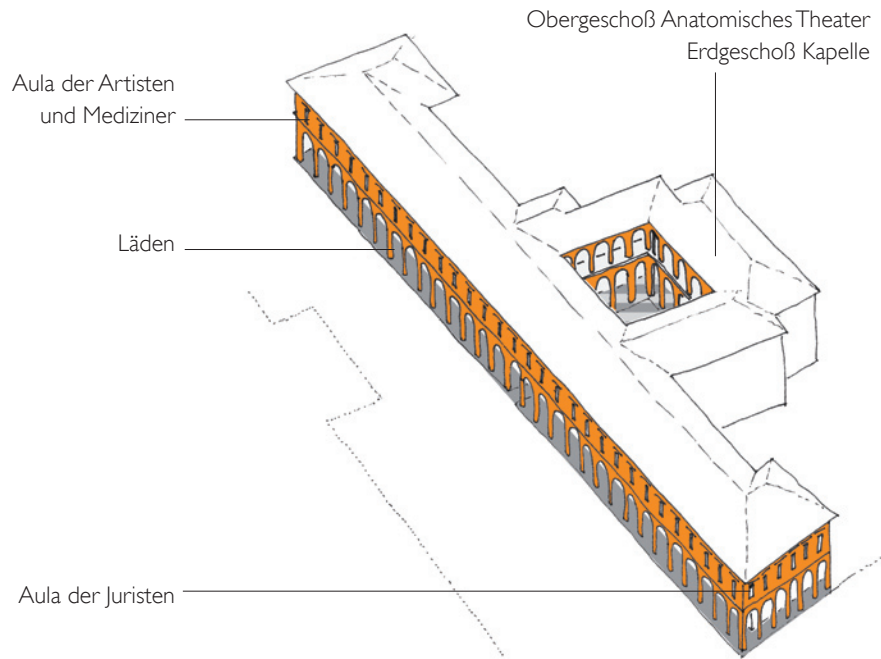 Obergeschoß Anatomisches Theater
Erdgeschoß Kapelle
Aula der Artisten
und Mediziner
Läden
Aula der Juristen